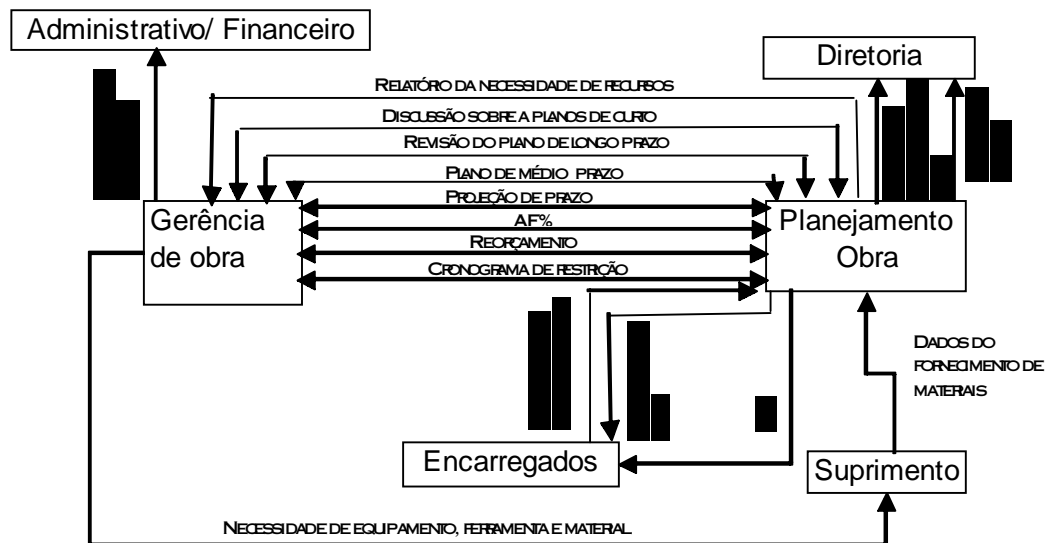 Administrativo/ Financeiro
Diretoria
RELATÓRIO DA NECESSIDADE DE RECURSOS
DISCUSSÃO SOBRE A PLANOS DE CURTO
REVISÃO DO PLANO DE LONGO PRAZO
PLANO DE MÉDIO PRAZO
PROJEÇÃO DE PRAZO
AF%
REORÇAMENTO
CRONOGRAMA DE RESTRIÇÃO
Gerência
de obra
Planejamento
Obra
DADOS DO
FORNECIMENTO DE
MATERIAIS
Encarregados
Suprimento
NECESSIDADE DE EQUIPAMENTO, FERRAMENTA E MATERIAL